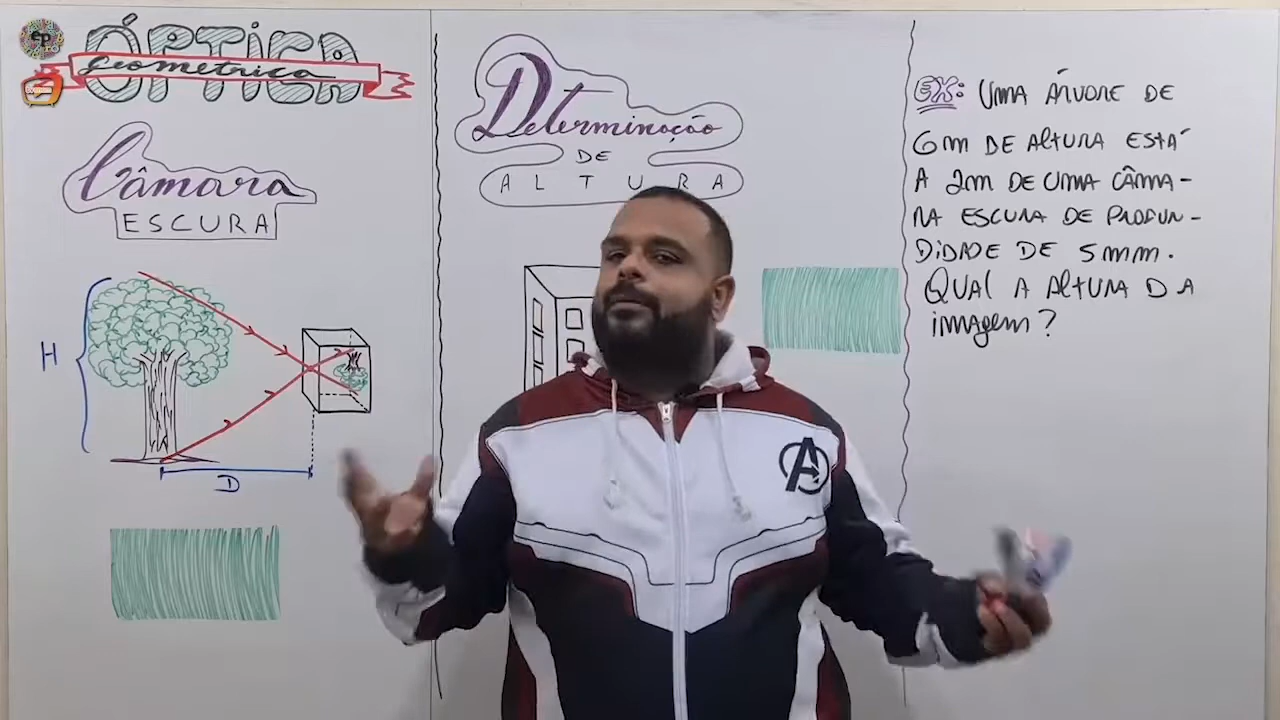 ÓPTICA
Geométrica
Câmara
ESCURA
H
D
Determinação
DE
ALTURA
EX: UMA ÁRVORE DE
6m DE ALTURA ESTÁ
A 2m DE UMA CÂMA-
RA ESCURA DE PROFUN-
DIDADE DE 5mm.
QUAL A ALTURA DA
IMAGEM?
A
ep